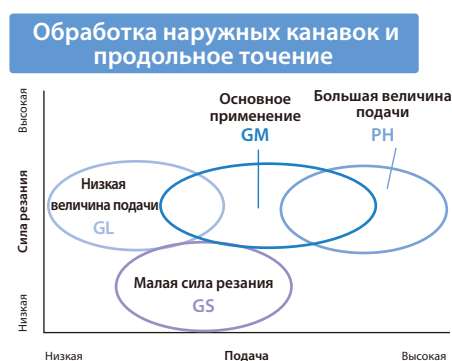 Обработка наружных канавок и
продольное точение
Высокая
Сила резания
Низкая
Основное
применение
GM
Большая величина
подачи
PH
Низкая
величина подачи
GL
Малая сила резания
GS
Низкая
Подача
Высокая